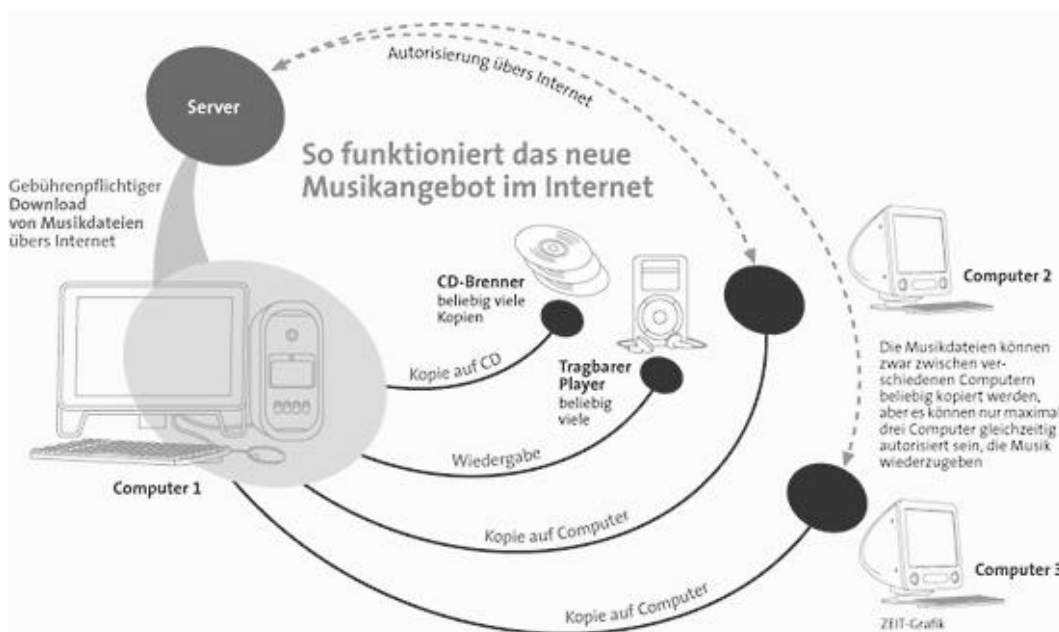 Autorisierung übers Internet
Server
So funktioniert das neue
Musikangebot im Internet
Gebührenpflichtiger
Download
von Musikdateien
übers Internet
CD-Brenner
beliebig viele
Kopien
Computer 2
Kopie auf CD
Tragbarer
Player
beliebig
viele
Die Musikdateien können
zwar zwischen ver-
schiedenen Computern
beliebig kopiert werden,
aber es können nur maximal
drei Computer gleichzeitig
autorisiert sein, die Musik
wiederzugeben
Wiedergabe
Computer 1
Kopie auf Computer
Kopie auf Computer
Computer 3
ZEIT-Grafik